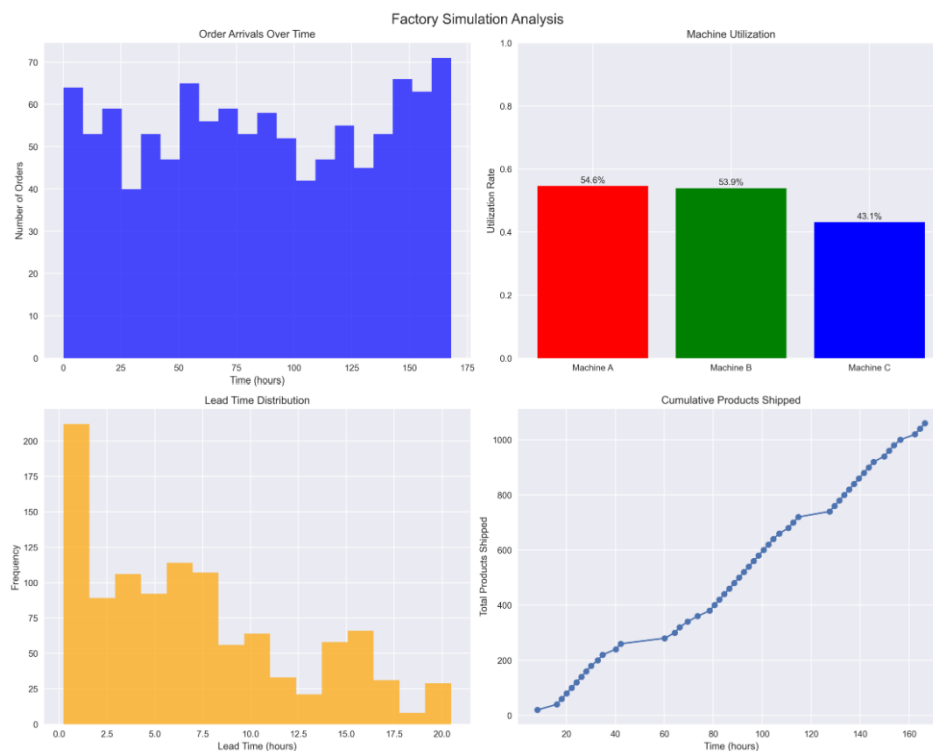 Factory Simulation Analysis
Order Arrivals Over Time
Number of Orders
70
60
50
40
30
20
10
0
0 25 50 75 100 125 150 175
Time (hours)
Machine Utilization
Utilization Rate
1.0
0.8
0.6
0.4
0.2
0.0
54.6%
53.9%
43.1%
Machine A Machine B Machine C
Lead Time Distribution
Frequency
200
175
150
125
100
75
50
25
0
0.0 2.5 5.0 7.5 10.0 12.5 15.0 17.5 20.0
Lead Time (hours)
Cumulative Products Shipped
Total Products Shipped
1000
800
600
400
200
0
20 40 60 80 100 120 140 160
Time (hours)